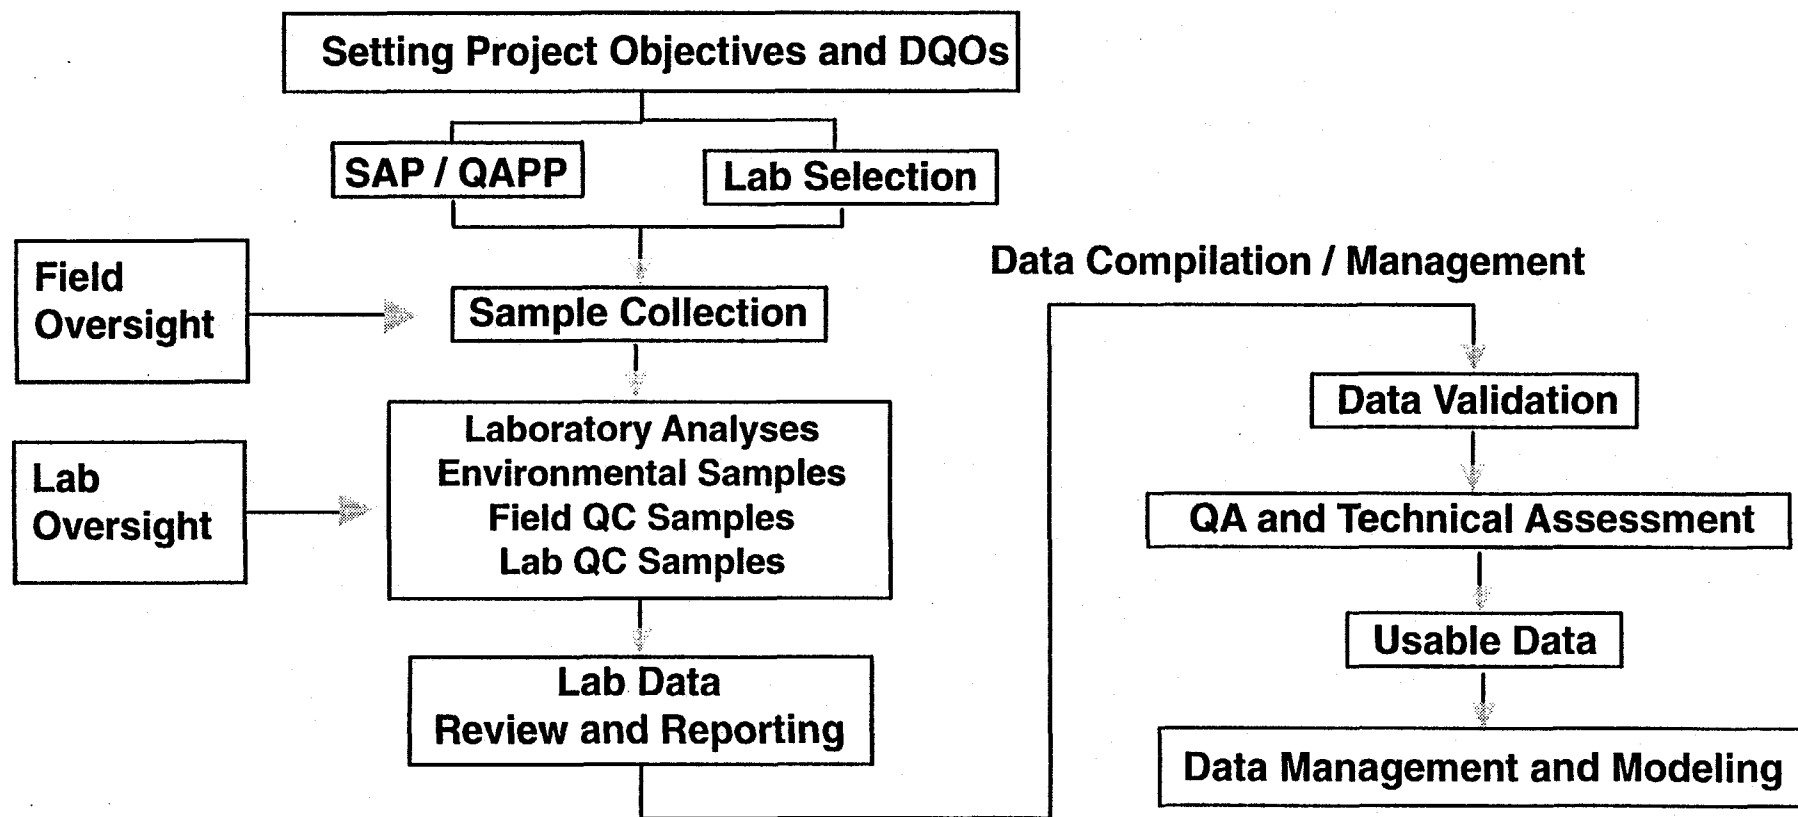 Setting Project Objectives and DQOs
SAP / QAPP
Lab Selection
Field
Oversight
Sample Collection
Lab
Oversight
Laboratory Analyses
Environmental Samples
Field QC Samples
Lab QC Samples
Lab Data
Review and Reporting
Data Compilation / Management
Data Validation
QA and Technical Assessment
Usable Data
Data Management and Modeling